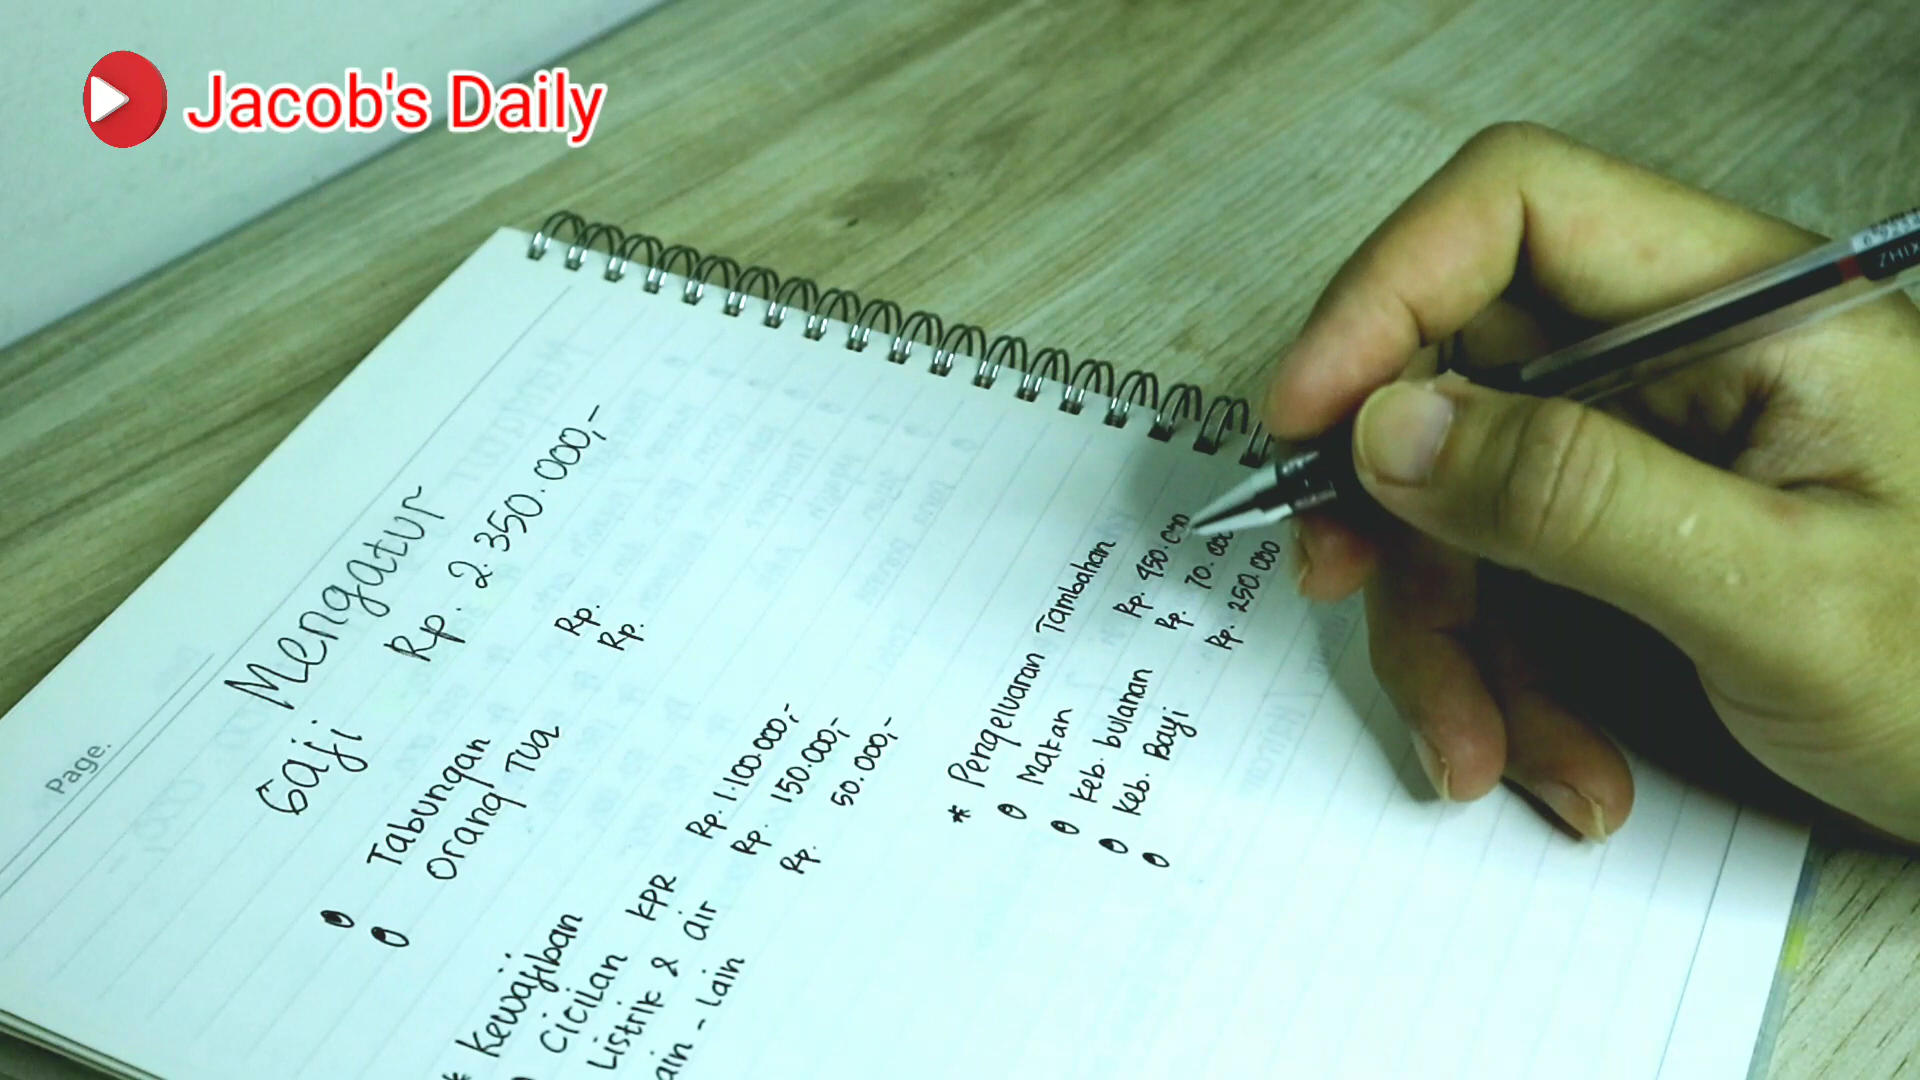 Jacob's Daily
Page.
Mengatur
Gaji Rp. 2.350.000,-
Tabungan Rp.
Orang Tua Rp.
* Kewajiban
Cicilan KPR Rp. 1.100.000,-
Listrik & air Rp. 150.000,-
ain - Lain Rp. 50.000,-
* Pengeluaran Tambahan
Makan Rp. 450.000
Keb. bulanan Rp. 70.000
Keb. Bayi Rp. 250.000